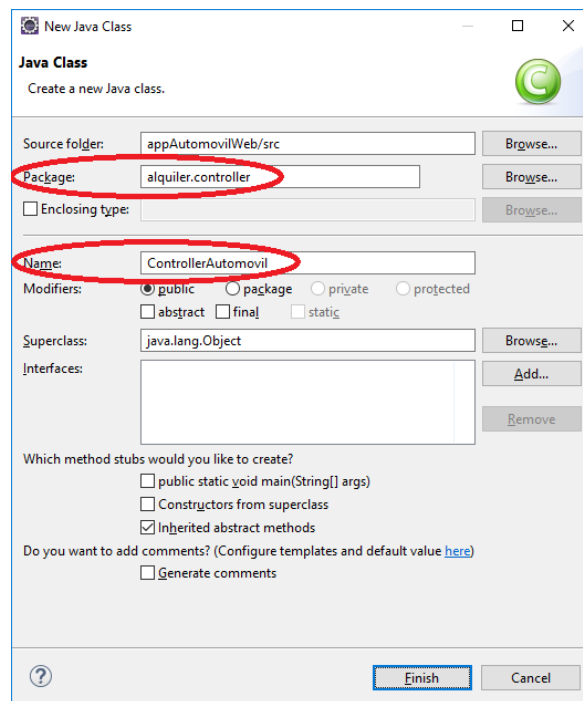 New Java Class
Java Class
Create a new Java class.
C
Source folder: appAutomovilWeb/src Browse...
Package: alquiler.controller Browse...
Enclosing type: Browse...
Name: ControllerAutomovil
Modifiers: public package private protected
abstract final static
Superclass: java.lang.Object Browse...
Interfaces: Add...
Remove
Which method stubs would you like to create?
public static void main(String[] args)
Constructors from superclass
Inherited abstract methods
Do you want to add comments? (Configure templates and default value here)
Generate comments
? Finish Cancel